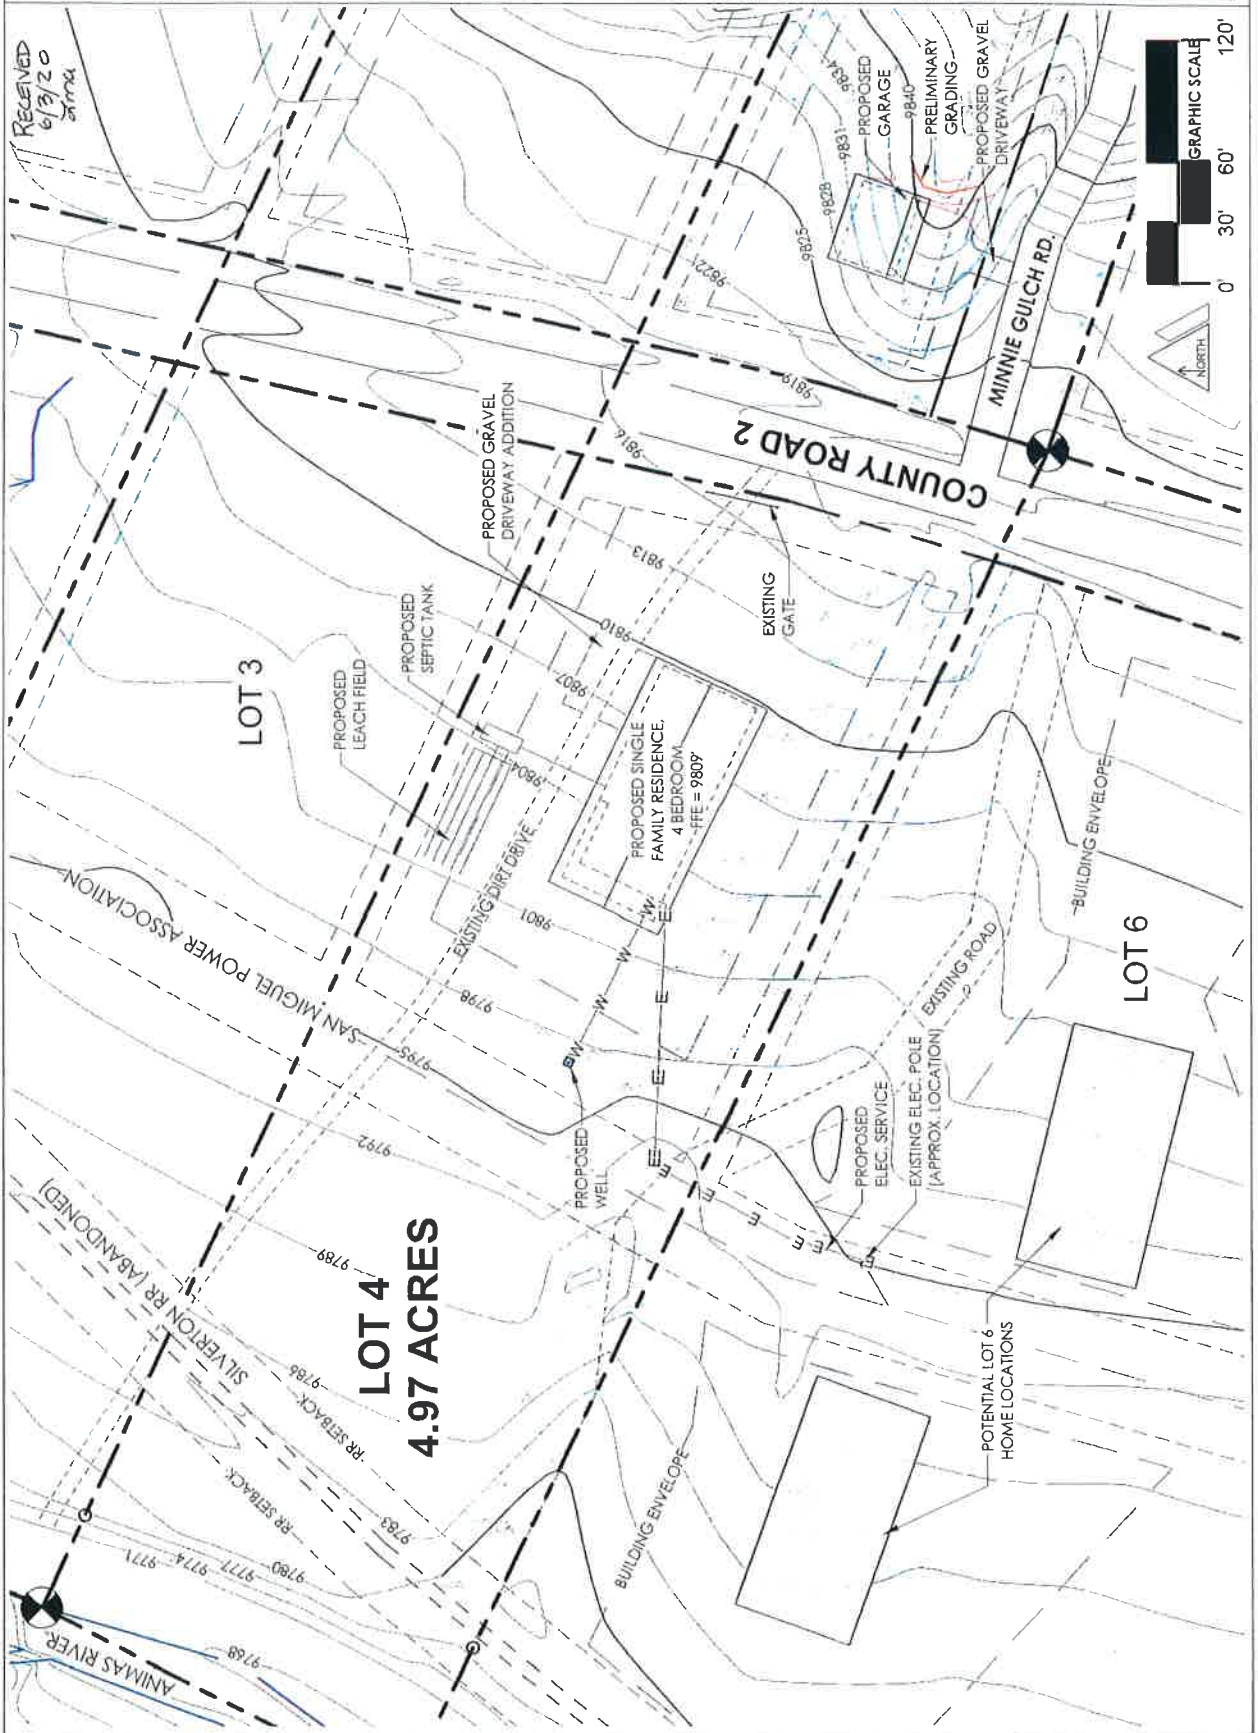 RECEIVED
6/3/20
LOT 3
PROPOSED
LEACH FIELD
PROPOSED
SEPTIC TANK
PROPOSED GRAVEL
DRIVEWAY ADDITION
PROPOSED
GARAGE
PRELIMINARY
GRADING
PROPOSED GRAVEL
DRIVEWAY
9834
9831
9840
9828
9825
9822
9819
9816
9813
9810
9807
9804
9801
9798
9795
9792
9789
9786
9783
9780
9777
9774
9771
9768
COUNTY ROAD 2
MINNIE GULCH RD.
EXISTING
GATE
PROPOSED SINGLE
FAMILY RESIDENCE,
4 BEDROOM
FFE = 9809'
EXISTING DIRT DRIVE
SAN MIGUEL POWER ASSOCIATION
W
W
W
W
E
E
E
E
E
E
E
E
E
E
PROPOSED
WELL
SILVERTON RR (ABANDONED)
RR SETBACK
RR SETBACK
LOT 4
4.97 ACRES
ANIMAS RIVER
PROPOSED
ELEC. SERVICE
EXISTING ELEC. POLE
(APPROX. LOCATION)
EXISTING ROAD
?
BUILDING ENVELOPE
LOT 6
BUILDING ENVELOPE
POTENTIAL LOT 6
HOME LOCATIONS
NORTH
0' 30' 60' 120'
GRAPHIC SCALE